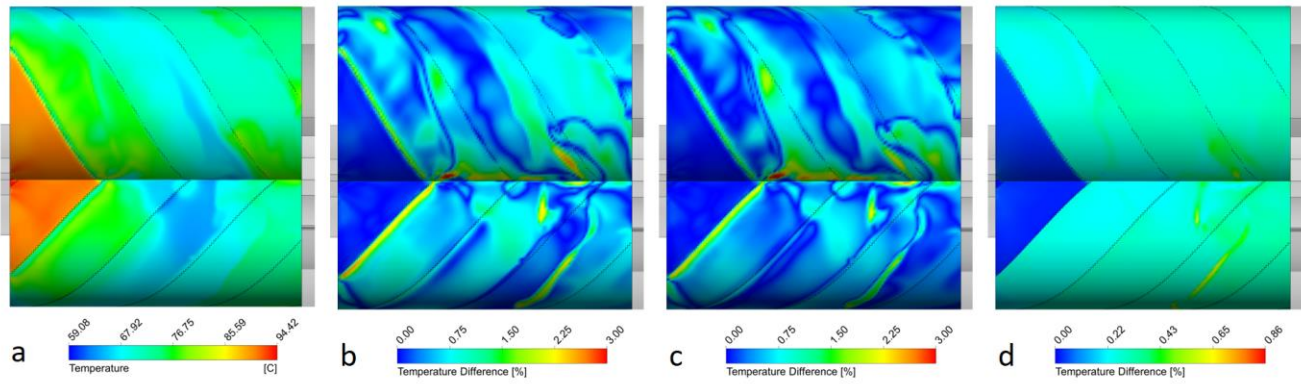 59.08 67.92 76.75 85.59 94.42
a
Temperature [C]
0.00 0.75 1.50 2.25 3.00
b
Temperature Difference [%]
0.00 0.75 1.50 2.25 3.00
c
Temperature Difference [%]
0.00 0.22 0.43 0.65 0.86
d
Temperature Difference [%]